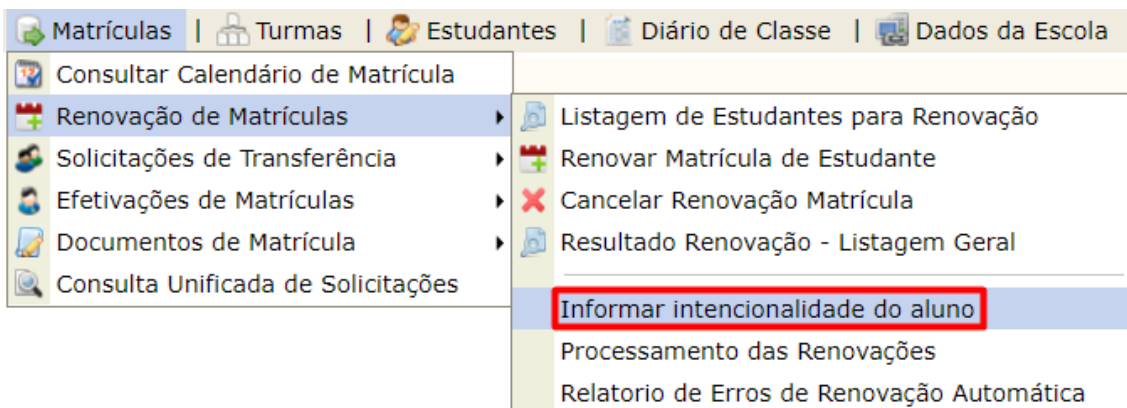 Matrículas | Turmas | Estudantes | Diário de Classe | Dados da Escola
Consultar Calendário de Matrícula
Renovação de Matrículas
Solicitações de Transferência
Efetivações de Matrículas
Documentos de Matrícula
Consulta Unificada de Solicitações
Listagem de Estudantes para Renovação
Renovar Matrícula de Estudante
Cancelar Renovação Matrícula
Resultado Renovação - Listagem Geral
Informar intencionalidade do aluno
Processamento das Renovações
Relatorio de Erros de Renovação Automática